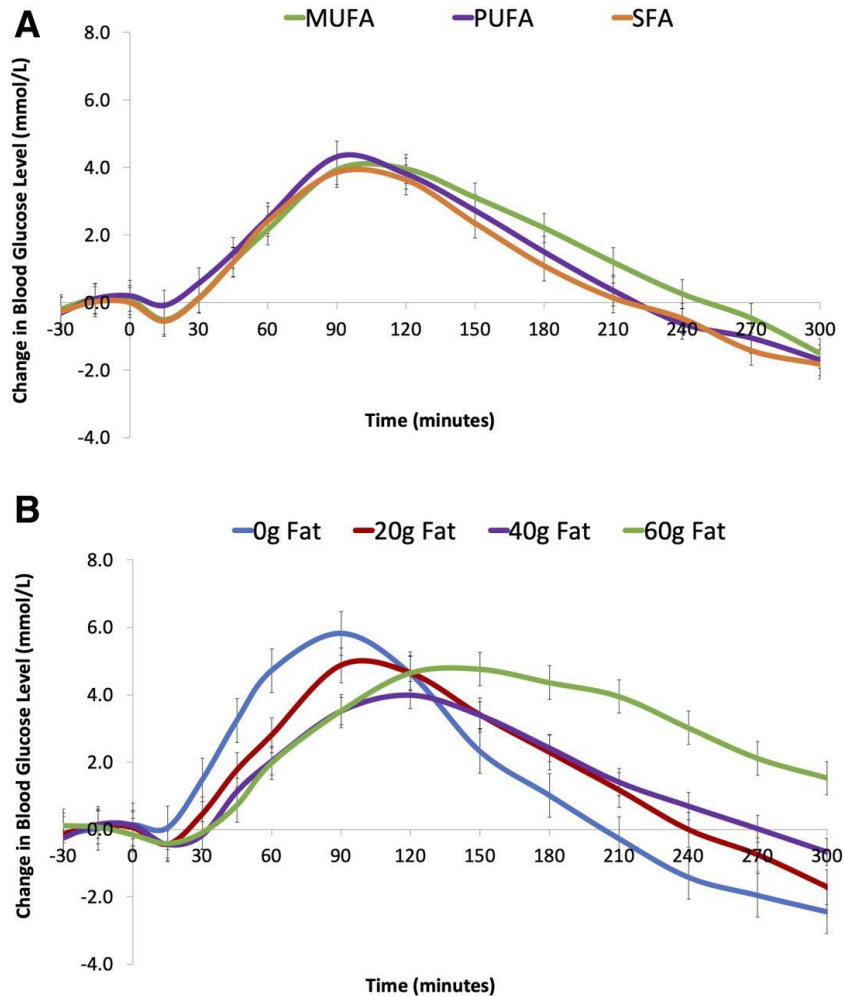 A
MUFA PUFA SFA
Change in Blood Glucose Level (mmol/L)
8.0
6.0
4.0
2.0
0.0
-2.0
-4.0
-30 0 30 60 90 120 150 180 210 240 270 300
Time (minutes)
B
0g Fat 20g Fat 40g Fat 60g Fat
Change in Blood Glucose Level (mmol/L)
8.0
6.0
4.0
2.0
0.0
-2.0
-4.0
-30 0 30 60 90 120 150 180 210 240 270 300
Time (minutes)